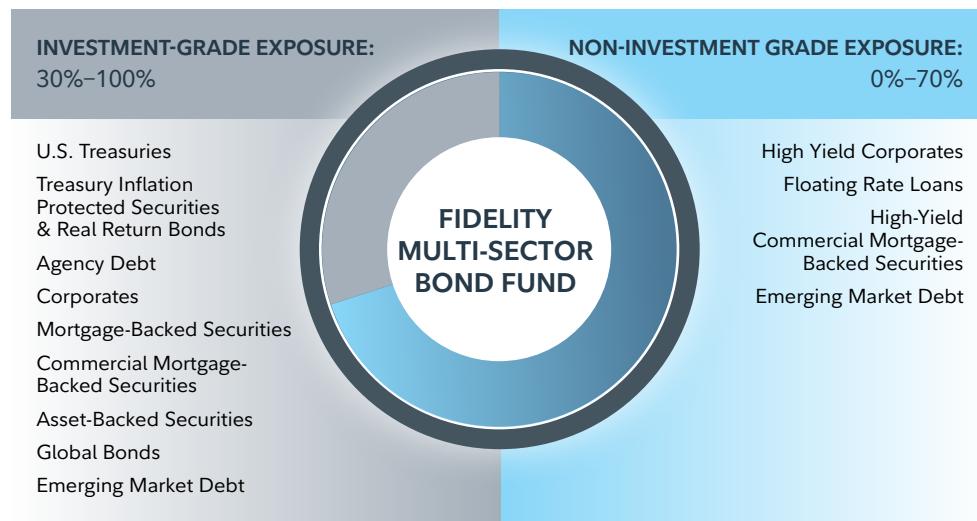 INVESTMENT-GRADE EXPOSURE:
30%–100%
U.S. Treasuries
Treasury Inflation
Protected Securities
& Real Return Bonds
Agency Debt
Corporates
Mortgage-Backed Securities
Commercial Mortgage-
Backed Securities
Asset-Backed Securities
Global Bonds
Emerging Market Debt
FIDELITY
MULTI-SECTOR
BOND FUND
NON-INVESTMENT GRADE EXPOSURE:
0%–70%
High Yield Corporates
Floating Rate Loans
High-Yield
Commercial Mortgage-
Backed Securities
Emerging Market Debt